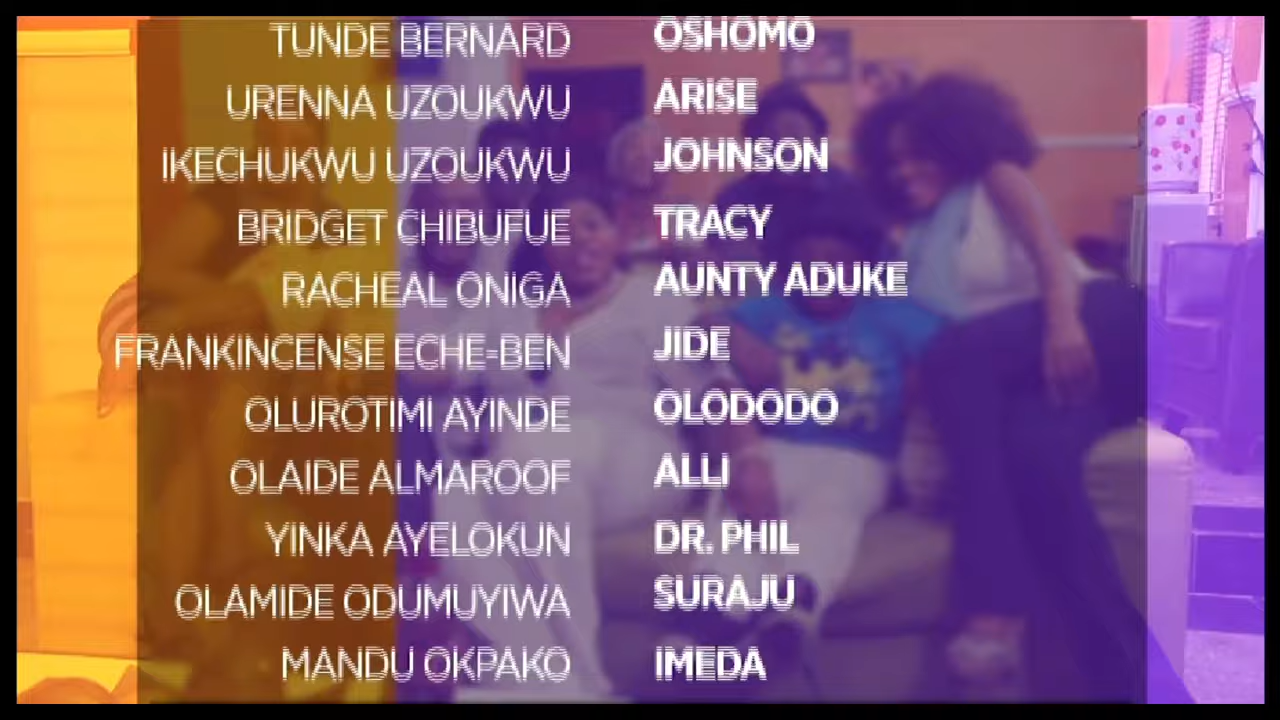 TUNDE BERNARD OSHOMO
URENNA UZOUKWU ARISE
IKECHUKWU UZOUKWU JOHNSON
BRIDGET CHIBUFUE TRACY
RACHEAL ONIGA AUNTY ADUKE
FRANKINCENSE ECHE-BEN JIDE
OLUROTIMI AYINDE OLODODO
OLAIDE ALMAROOF ALLI
YINKA AYELOKUN DR. PHIL
OLAMIDE ODUMUYIWA SURAJU
MANDU OKPAKO IMEDA